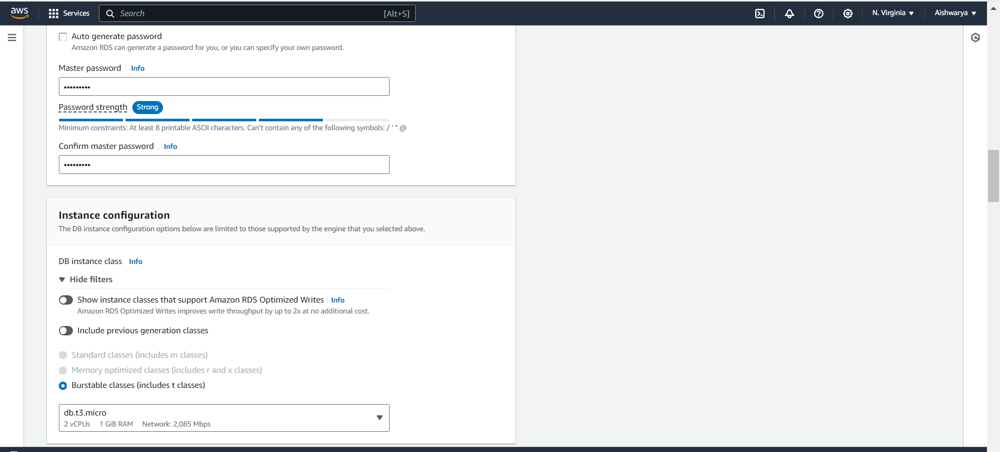 aws
Services
Search
[Alt+S]
N. Virginia
Aishwarya
Auto generate password
Amazon RDS can generate a password for you, or you can specify your own password.
Master password Info
•••••••••
Password strength Strong
Minimum constraints: At least 8 printable ASCII characters. Can't contain any of the following symbols: / ' " @
Confirm master password Info
•••••••••
Instance configuration
The DB instance configuration options below are limited to those supported by the engine that you selected above.
DB instance class Info
Hide filters
Show instance classes that support Amazon RDS Optimized Writes Info
Amazon RDS Optimized Writes improves write throughput by up to 2x at no additional cost.
Include previous generation classes
Standard classes (includes m classes)
Memory optimized classes (includes r and x classes)
Burstable classes (includes t classes)
db.t3.micro
2 vCPUs 1 GiB RAM Network: 2,085 Mbps